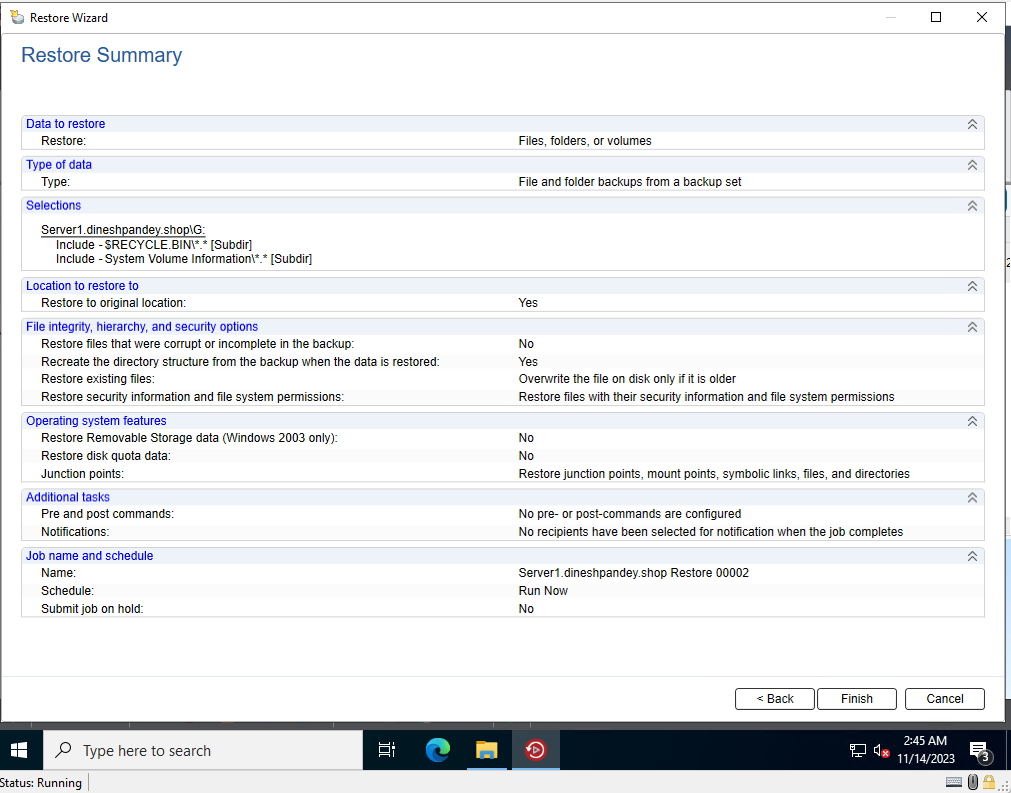 Restore Wizard
Restore Summary
Data to restore
Restore: Files, folders, or volumes
Type of data
Type: File and folder backups from a backup set
Selections
Server1.dineshpandey.shop\G:
Include - $RECYCLE.BIN\*.* [Subdir]
Include - System Volume Information\*.* [Subdir]
Location to restore to
Restore to original location: Yes
File integrity, hierarchy, and security options
Restore files that were corrupt or incomplete in the backup: No
Recreate the directory structure from the backup when the data is restored: Yes
Restore existing files: Overwrite the file on disk only if it is older
Restore security information and file system permissions: Restore files with their security information and file system permissions
Operating system features
Restore Removable Storage data (Windows 2003 only): No
Restore disk quota data: No
Junction points: Restore junction points, mount points, symbolic links, files, and directories
Additional tasks
Pre and post commands: No pre- or post-commands are configured
Notifications: No recipients have been selected for notification when the job completes
Job name and schedule
Name: Server1.dineshpandey.shop Restore 00002
Schedule: Run Now
Submit job on hold: No
< Back Finish Cancel
Type here to search
2:45 AM
11/14/2023
3
Status: Running